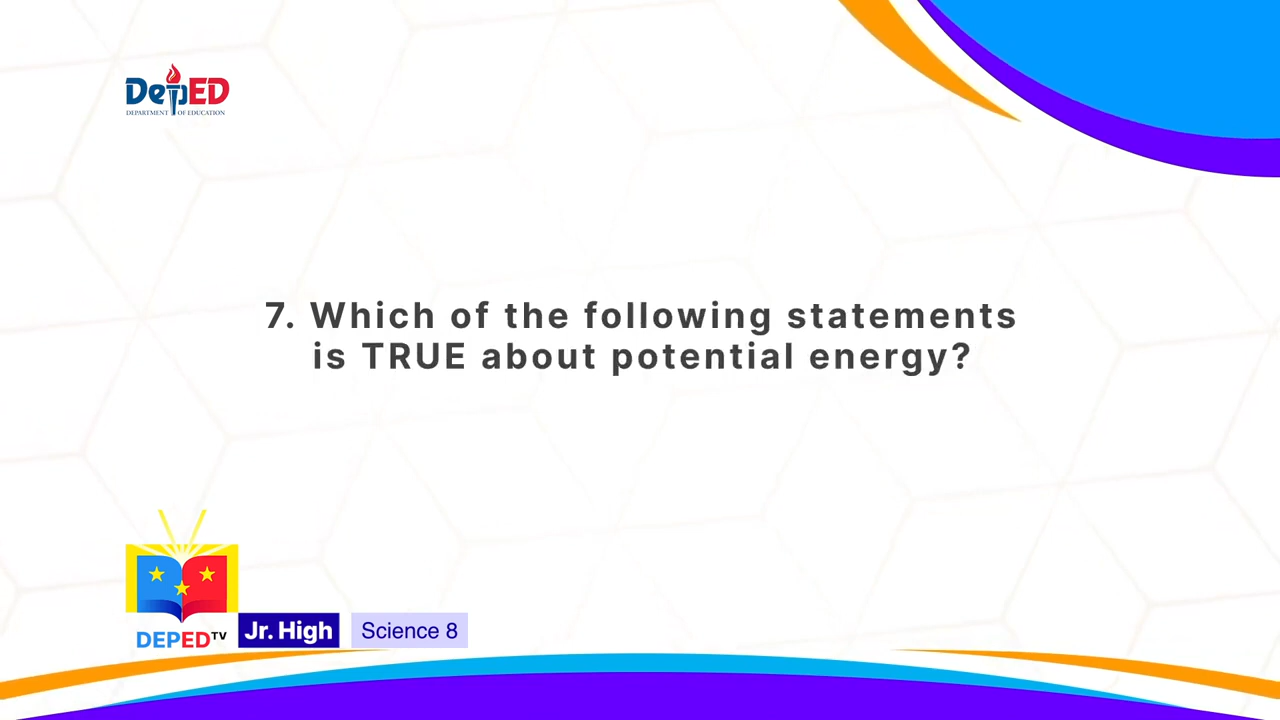 DepED
DEPARTMENT OF EDUCATION
7. Which of the following statements
is TRUE about potential energy?
DEPED TV
Jr. High
Science 8